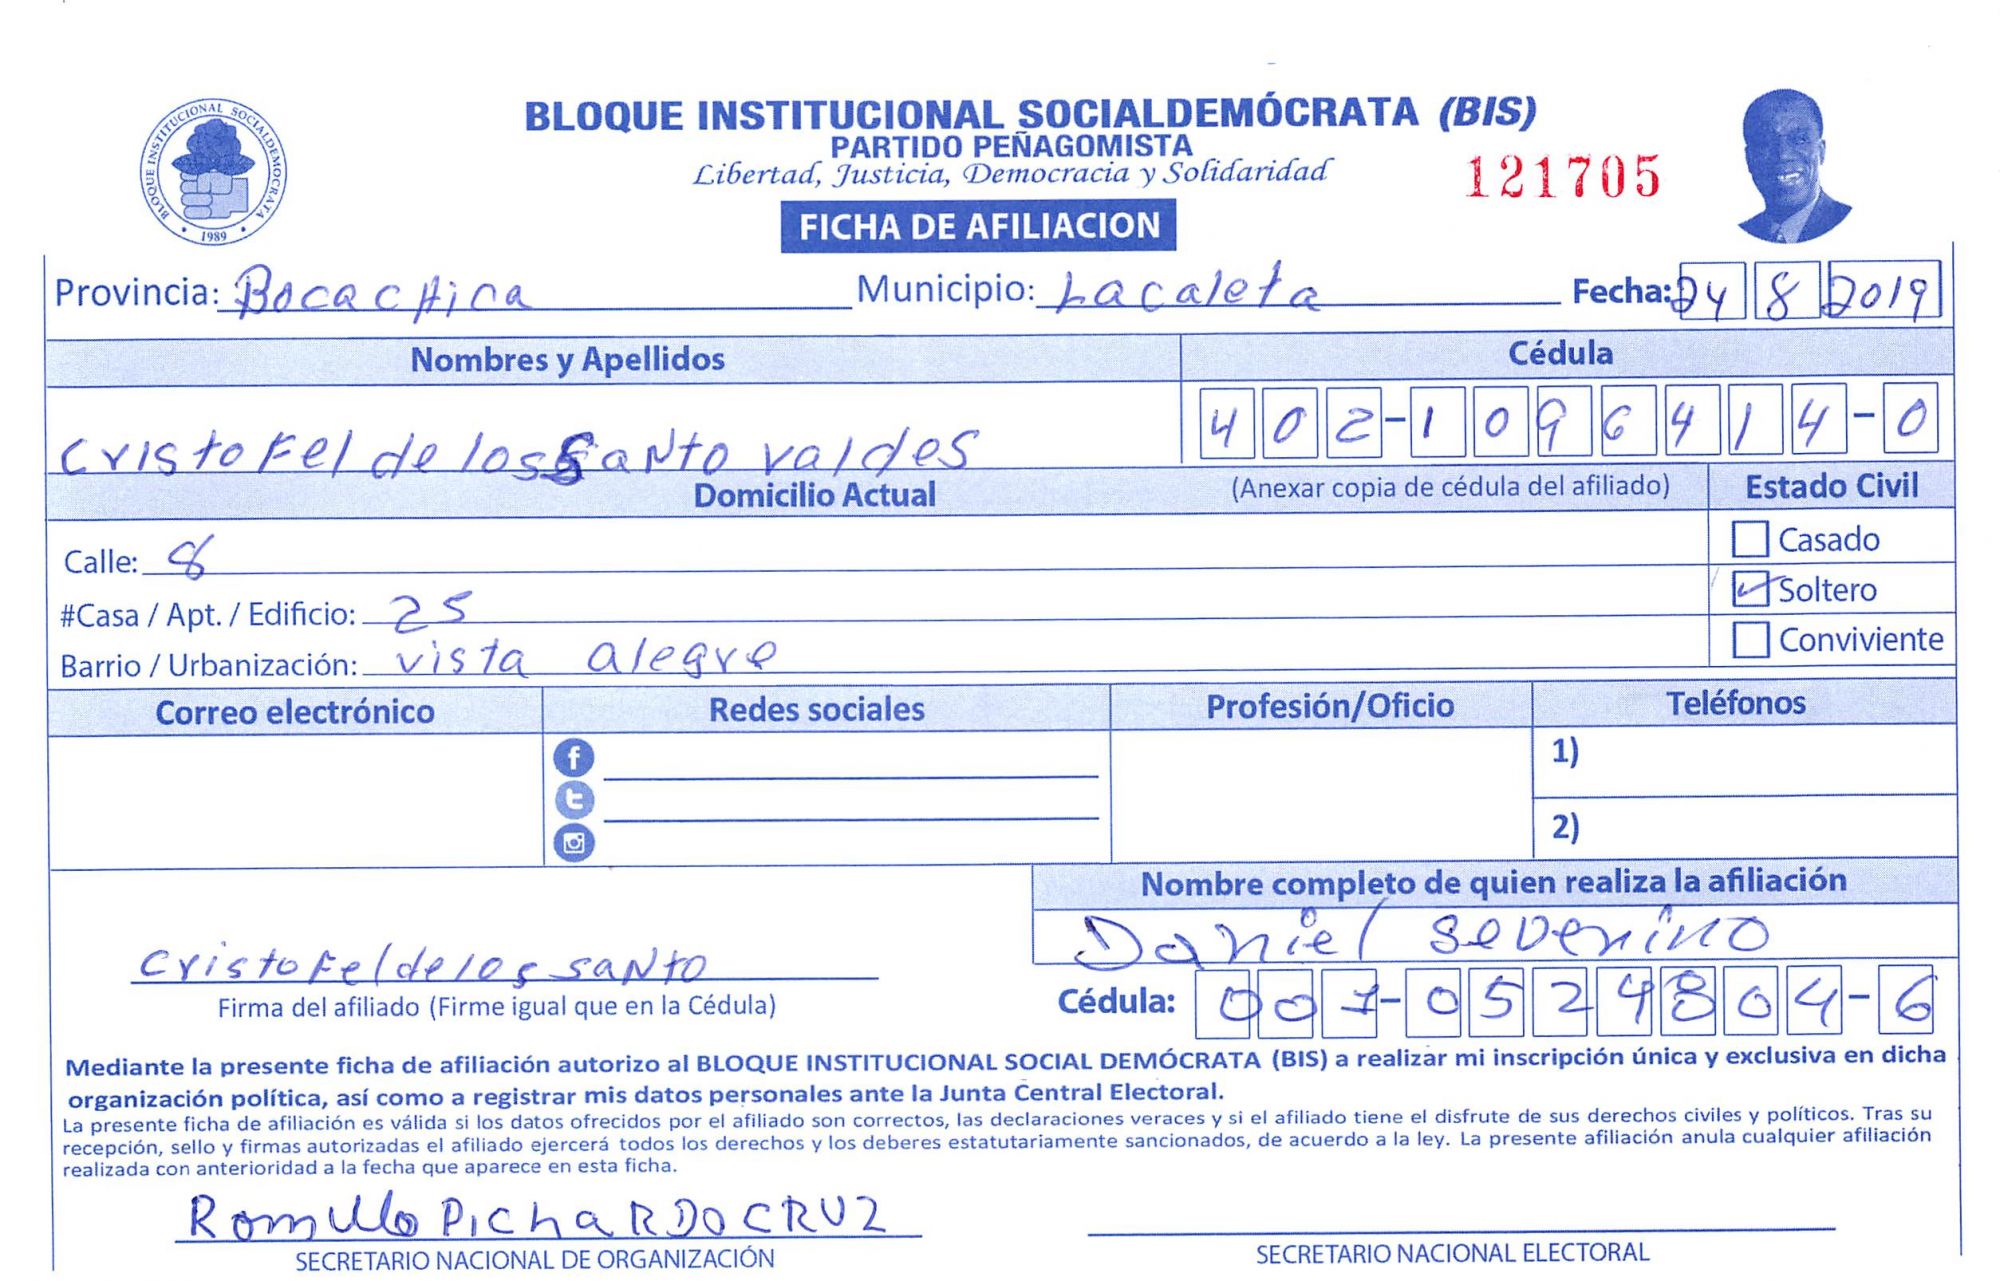 BLOQUE INSTITUCIONAL SOCIALDEMÓCRATA (BIS)
PARTIDO PEÑAGOMISTA
Libertad, Justicia, Democracia y Solidaridad
121705
BLOQUE INSTITUCIONAL SOCIALDEMOCRATA
1989
FICHA DE AFILIACION
Provincia: Bocachica Municipio: Lacaleta Fecha: 24 8 2019
Nombres y Apellidos Cédula
cristofel de los santo valdes 402-1096414-0
Domicilio Actual (Anexar copia de cédula del afiliado) Estado Civil
Calle: 8 Casado
#Casa / Apt. / Edificio: 25 Soltero
Barrio / Urbanización: vista alegre Conviviente
Correo electrónico Redes sociales Profesión/Oficio Teléfonos
1)
2)
Nombre completo de quien realiza la afiliación
Daniel severino
cristofel de los santo
Firma del afiliado (Firme igual que en la Cédula) Cédula: 001-0524804-6
Mediante la presente ficha de afiliación autorizo al BLOQUE INSTITUCIONAL SOCIAL DEMÓCRATA (BIS) a realizar mi inscripción única y exclusiva en dicha
organización política, así como a registrar mis datos personales ante la Junta Central Electoral.
La presente ficha de afiliación es válida si los datos ofrecidos por el afiliado son correctos, las declaraciones veraces y si el afiliado tiene el disfrute de sus derechos civiles y políticos. Tras su
recepción, sello y firmas autorizadas el afiliado ejercerá todos los derechos y los deberes estatutariamente sancionados, de acuerdo a la ley. La presente afiliación anula cualquier afiliación
realizada con anterioridad a la fecha que aparece en esta ficha.
Romullo PichaRDO CRUZ
SECRETARIO NACIONAL DE ORGANIZACIÓN SECRETARIO NACIONAL ELECTORAL